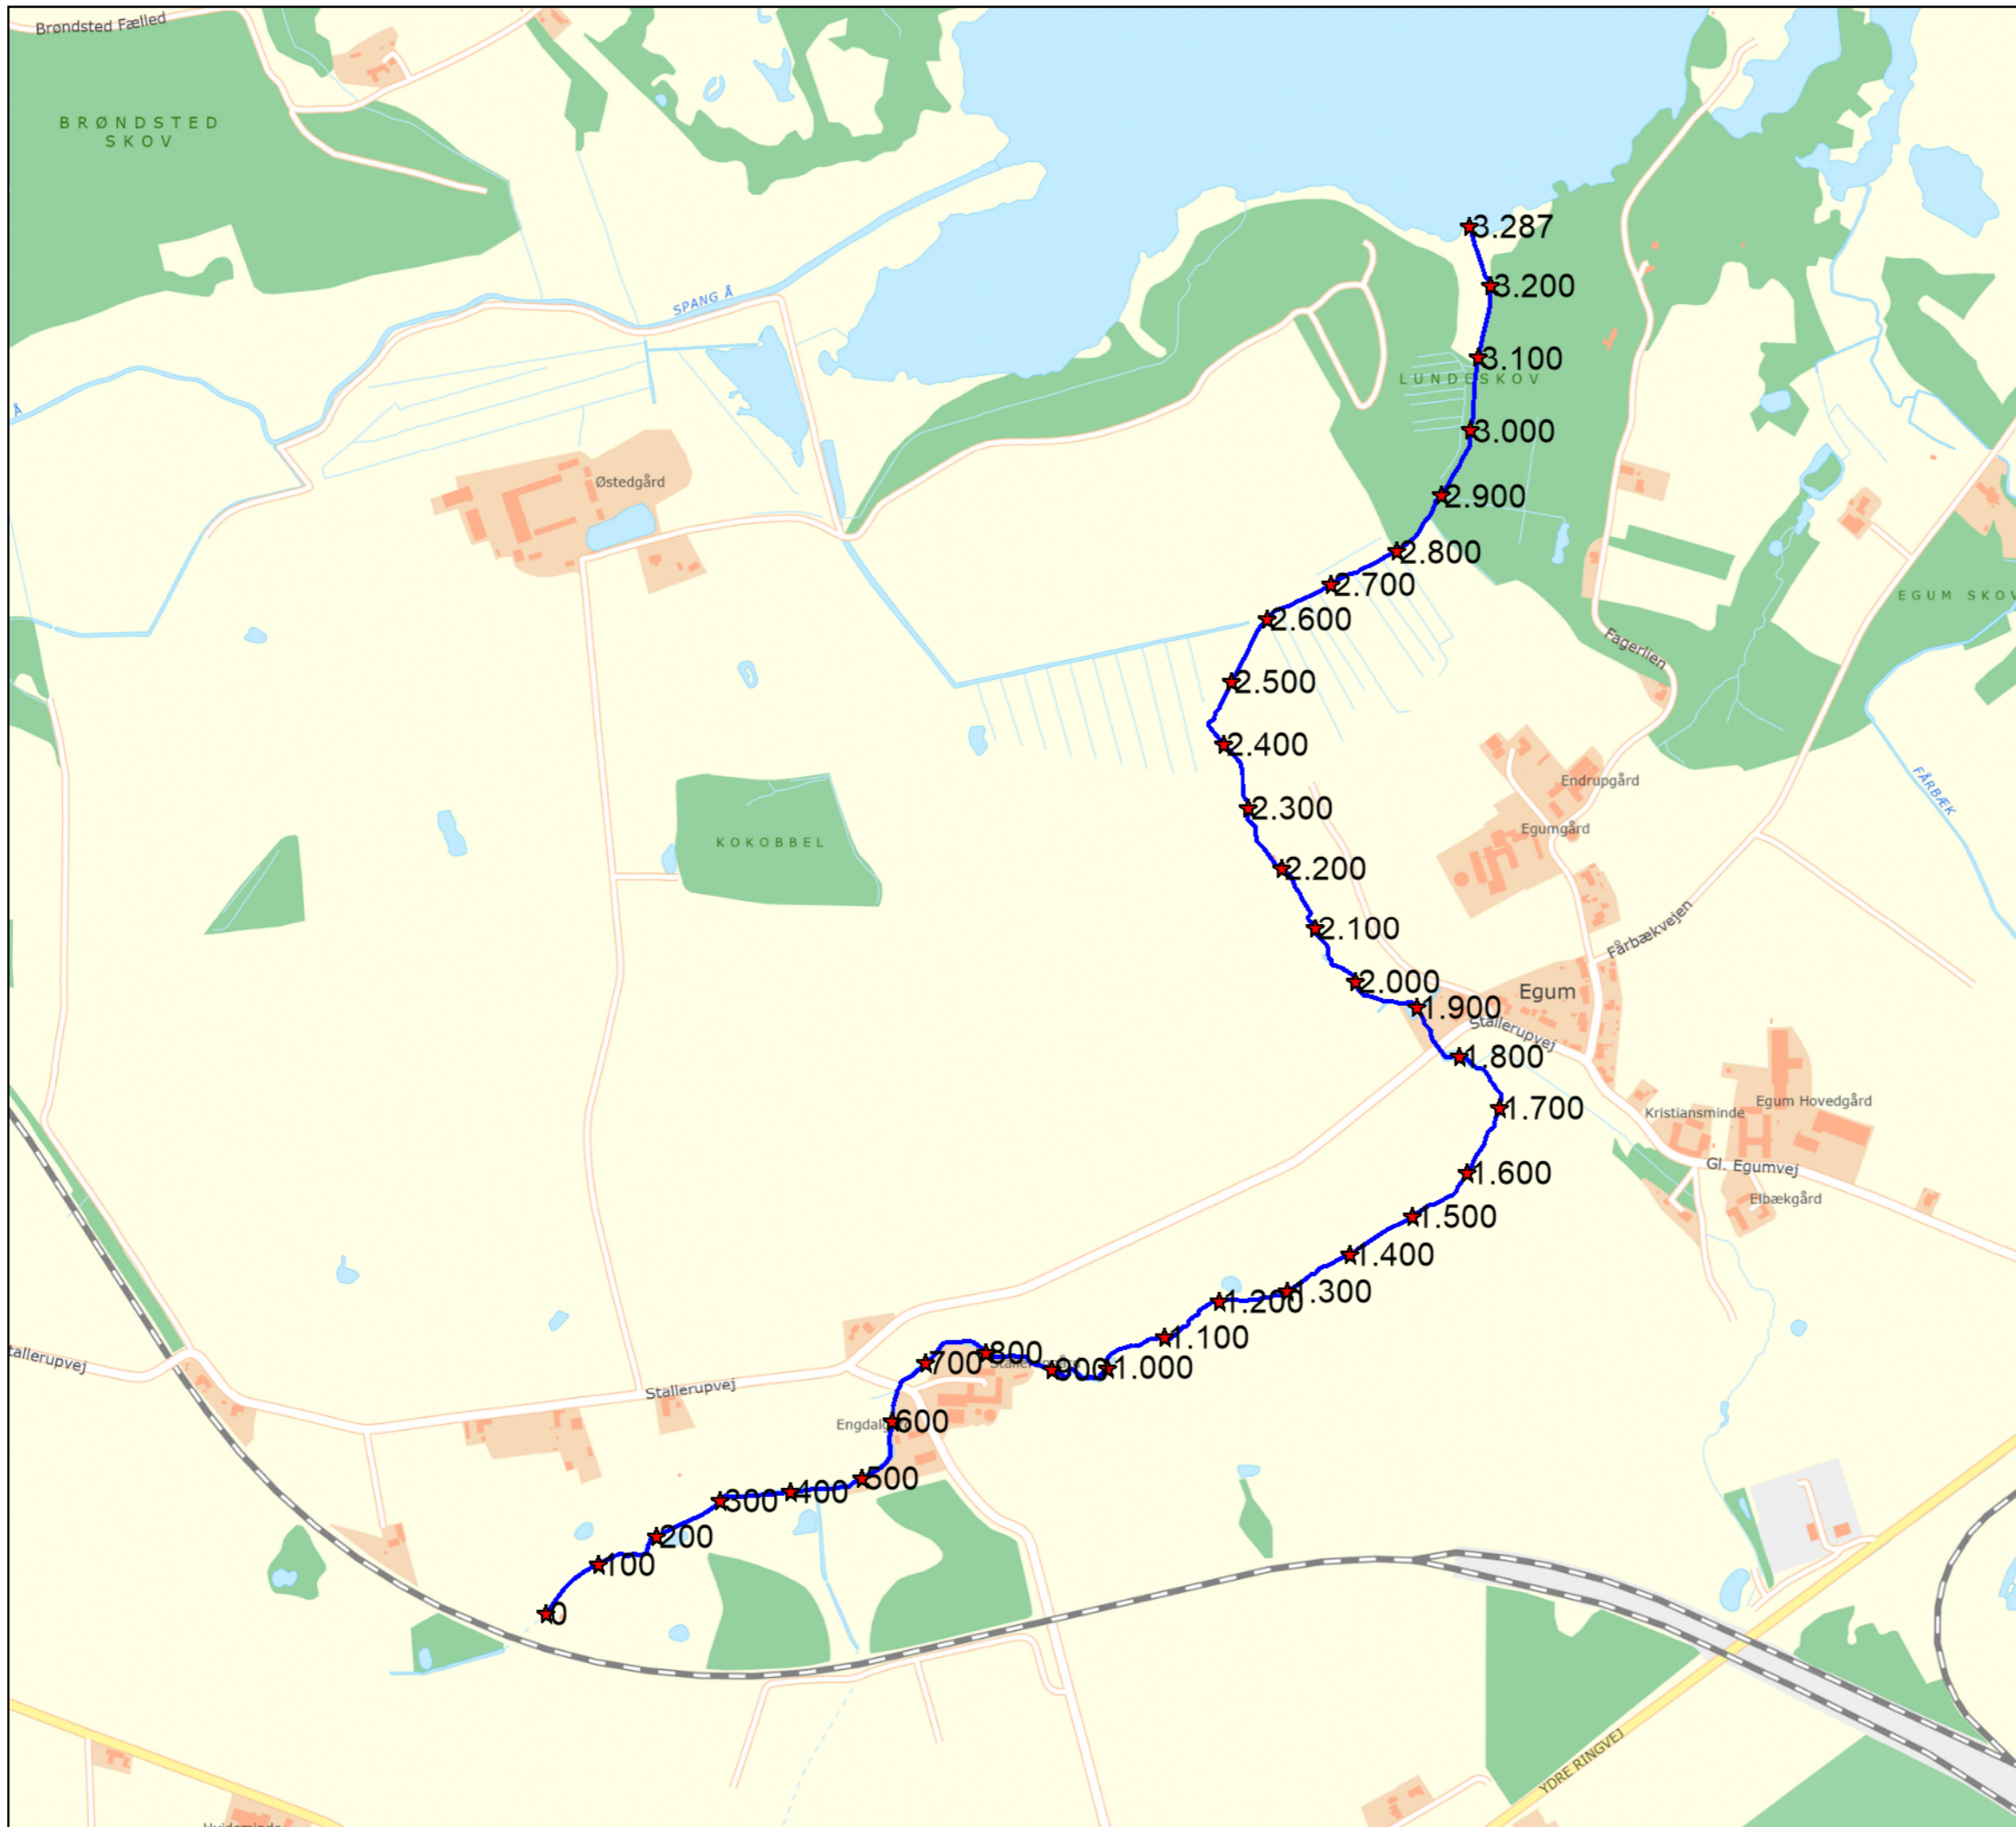 Brøndsted Fælled
BRØNDSTED
SKOV
3.287
SPANG Å
3.200
3.100
LUNDESKOV
Å
3.000
Østedgård
2.900
2.800
2.700
EGUM SKOV
2.600
Fagerlien
2.500
2.400
Endrupgård
FÅRBÆK
2.300
Egumgård
KOKOBBEL
2.200
Fårbækvejen
2.100
2.000
Egum
1.900
Stallerupvej
1.800
Egum Hovedgård
1.700
Kristiansminde
Gl. Egumvej
1.600
Elbækgård
1.500
1.400
1.300
1.200
1.100
tallerupvej
800
700
900
1.000
Stallerupvej
600
500
400
300
200
100
0
YDRE RINGVEJ